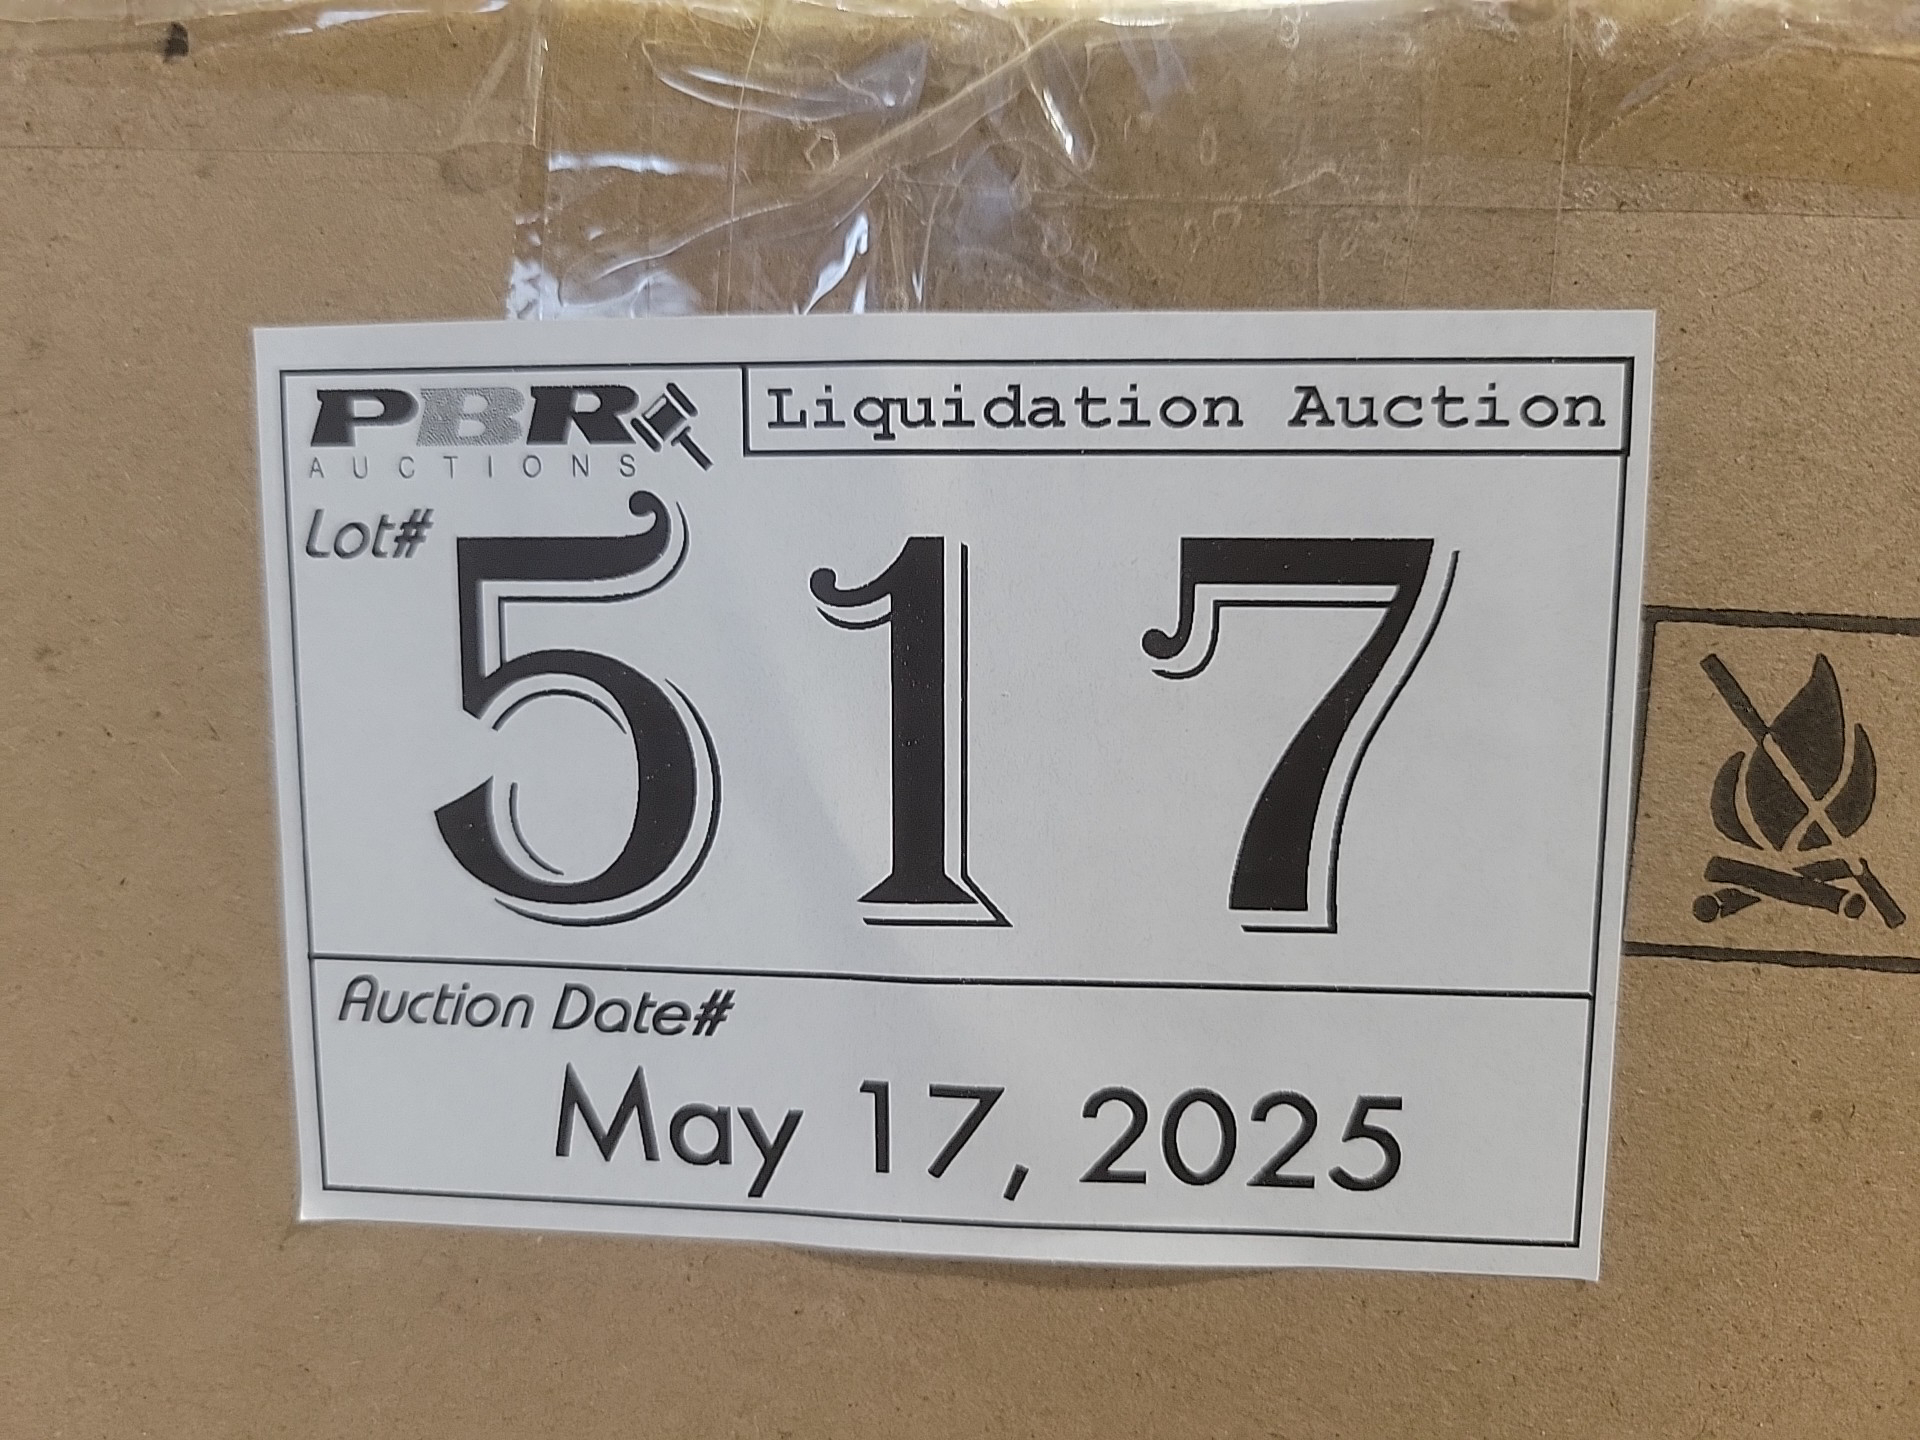 PBR
AUCTIONS
Liquidation Auction
Lot#
517
Auction Date#
May 17, 2025